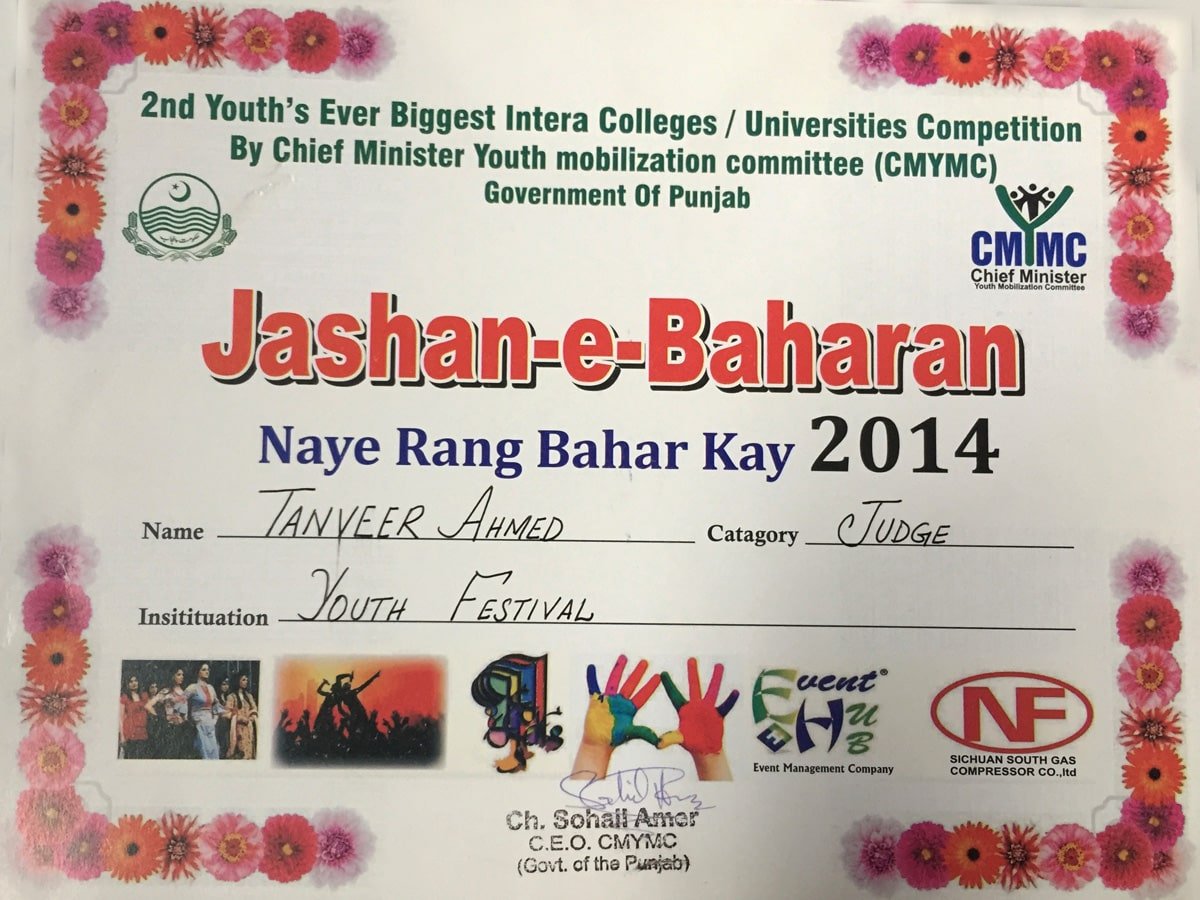 2nd Youth's Ever Biggest Intera Colleges / Universities Competition
By Chief Minister Youth mobilization committee (CMYMC)
Government Of Punjab
حکومت پنجاب
CMYMC
Chief Minister
Youth Mobilization Committee
Jashan-e-Baharan
Naye Rang Bahar Kay 2014
Name TANVEER AHMED Catagory JUDGE
Insitituation YOUTH FESTIVAL
Event HUB
Event Management Company
NF
SICHUAN SOUTH GAS
COMPRESSOR CO.,ltd
Ch. Sohail Amer
C.E.O. CMYMC
(Govt. of the Punjab)